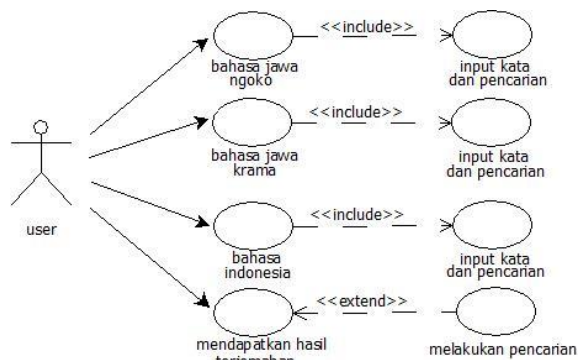 <<include>>
bahasa jawa
ngoko
input kata
dan pencarian
<<include>>
bahasa jawa
krama
input kata
dan pencarian
user
<<include>>
bahasa
indonesia
input kata
dan pencarian
<<extend>>
mendapatkan hasil
melakukan pencarian